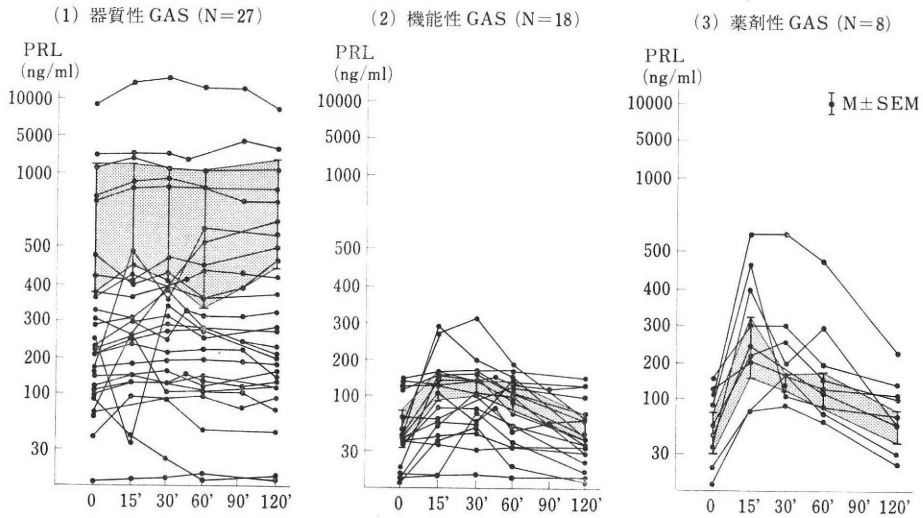 (1) 器質性 GAS (N=27)
PRL
(ng/ml)
10000
5000
1000
500
400
300
200
100
30
0 15' 30' 60' 90' 120'
(2) 機能性 GAS (N=18)
PRL
(ng/ml)
10000
5000
1000
500
400
300
200
100
30
0 15' 30' 60' 90' 120'
(3) 薬剤性 GAS (N=8)
PRL
(ng/ml)
M±SEM
10000
5000
1000
500
400
300
200
100
30
0 15' 30' 60' 90' 120'